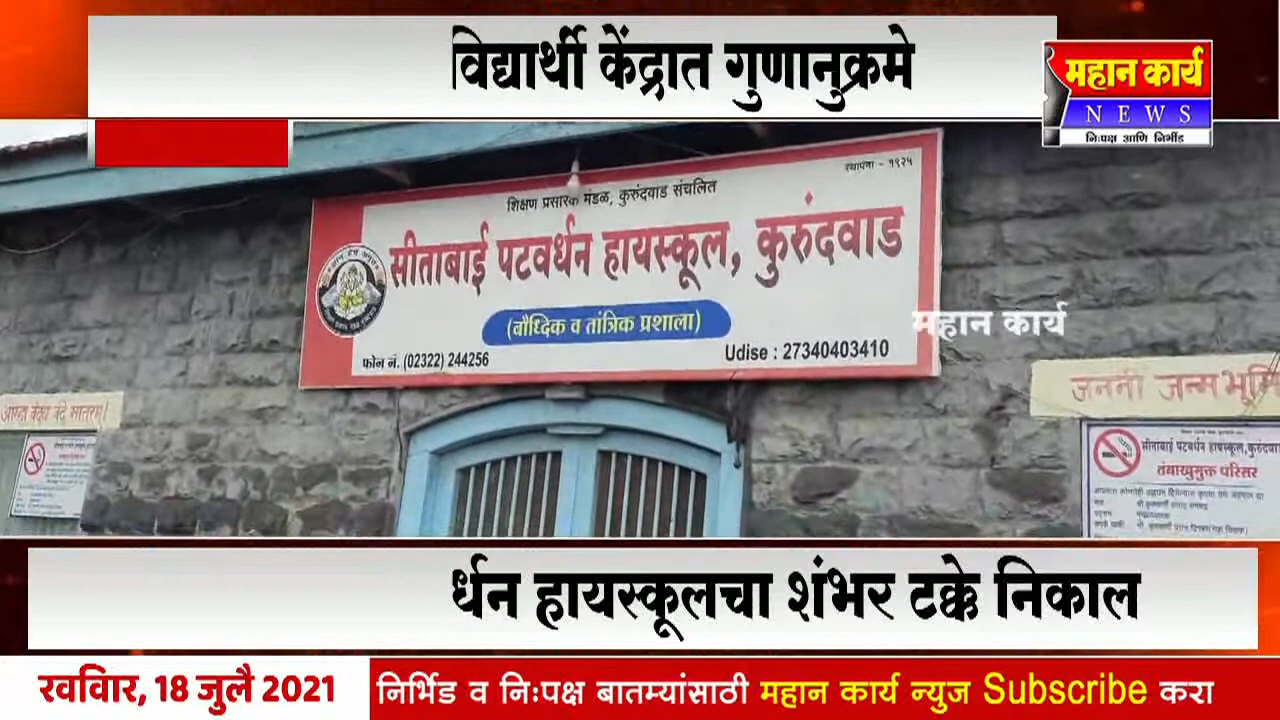 विद्यार्थी केंद्रात गुणानुक्रमे
महान कार्य
NEWS
नि:पक्ष आणि निर्भीड
स्थापना - १९२५
शिक्षण प्रसारक मंडळ, कुरुंदवाड संचलित
सीताबाई पटवर्धन हायस्कूल, कुरुंदवाड
(बौध्दिक व तांत्रिक प्रशाला)
फोन नं. (02322) 244256
Udise : 27340403410
महान कार्य
जननी जन्मभूमि
सीताबाई पटवर्धन हायस्कूल,कुरुंदवा
तंबाखुमुक्त परिसर
र्धन हायस्कूलचा शंभर टक्के निकाल
रविवार, 18 जुलै 2021
निर्भिड व नि:पक्ष बातम्यांसाठी महान कार्य न्युज Subscribe करा